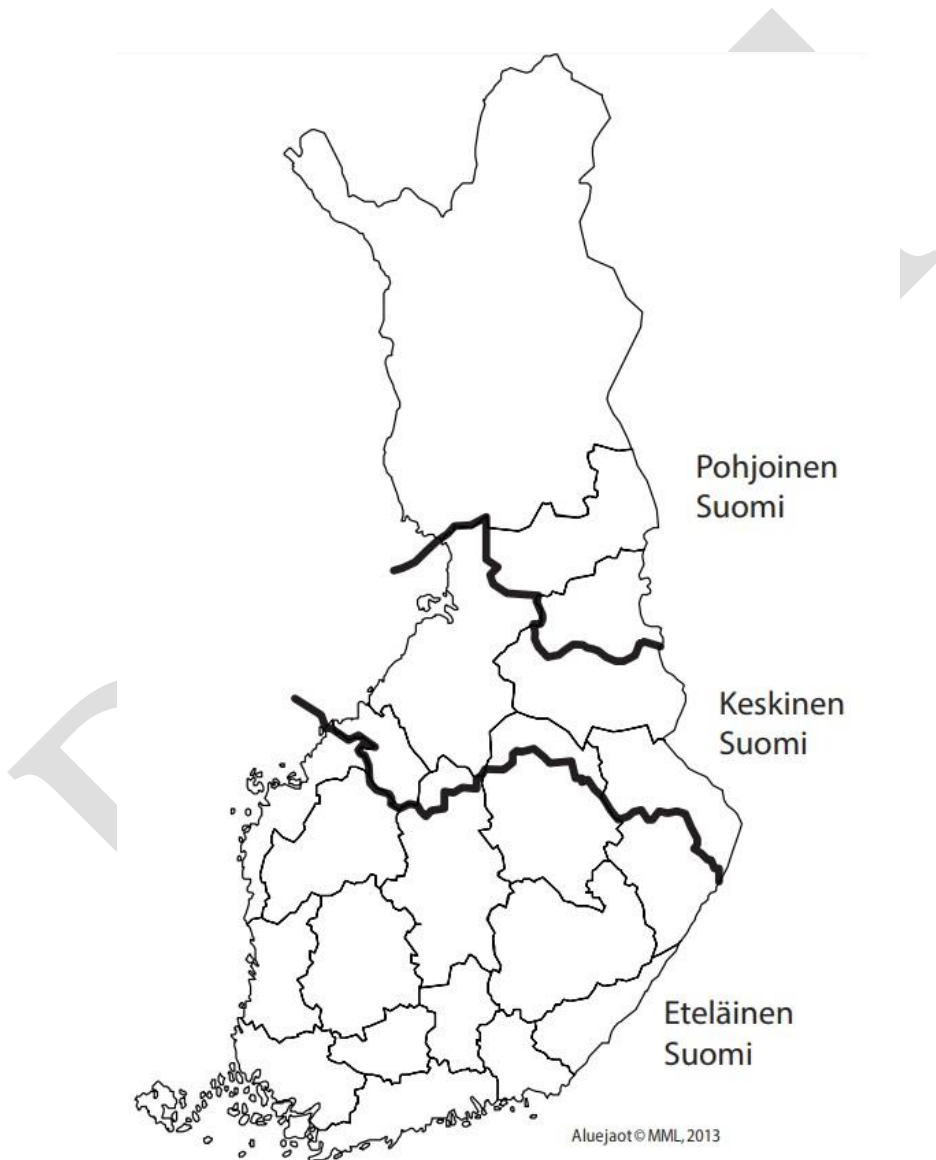 Pohjoinen
Suomi
Keskinen
Suomi
Eteläinen
Suomi
Aluejaot © MML, 2013